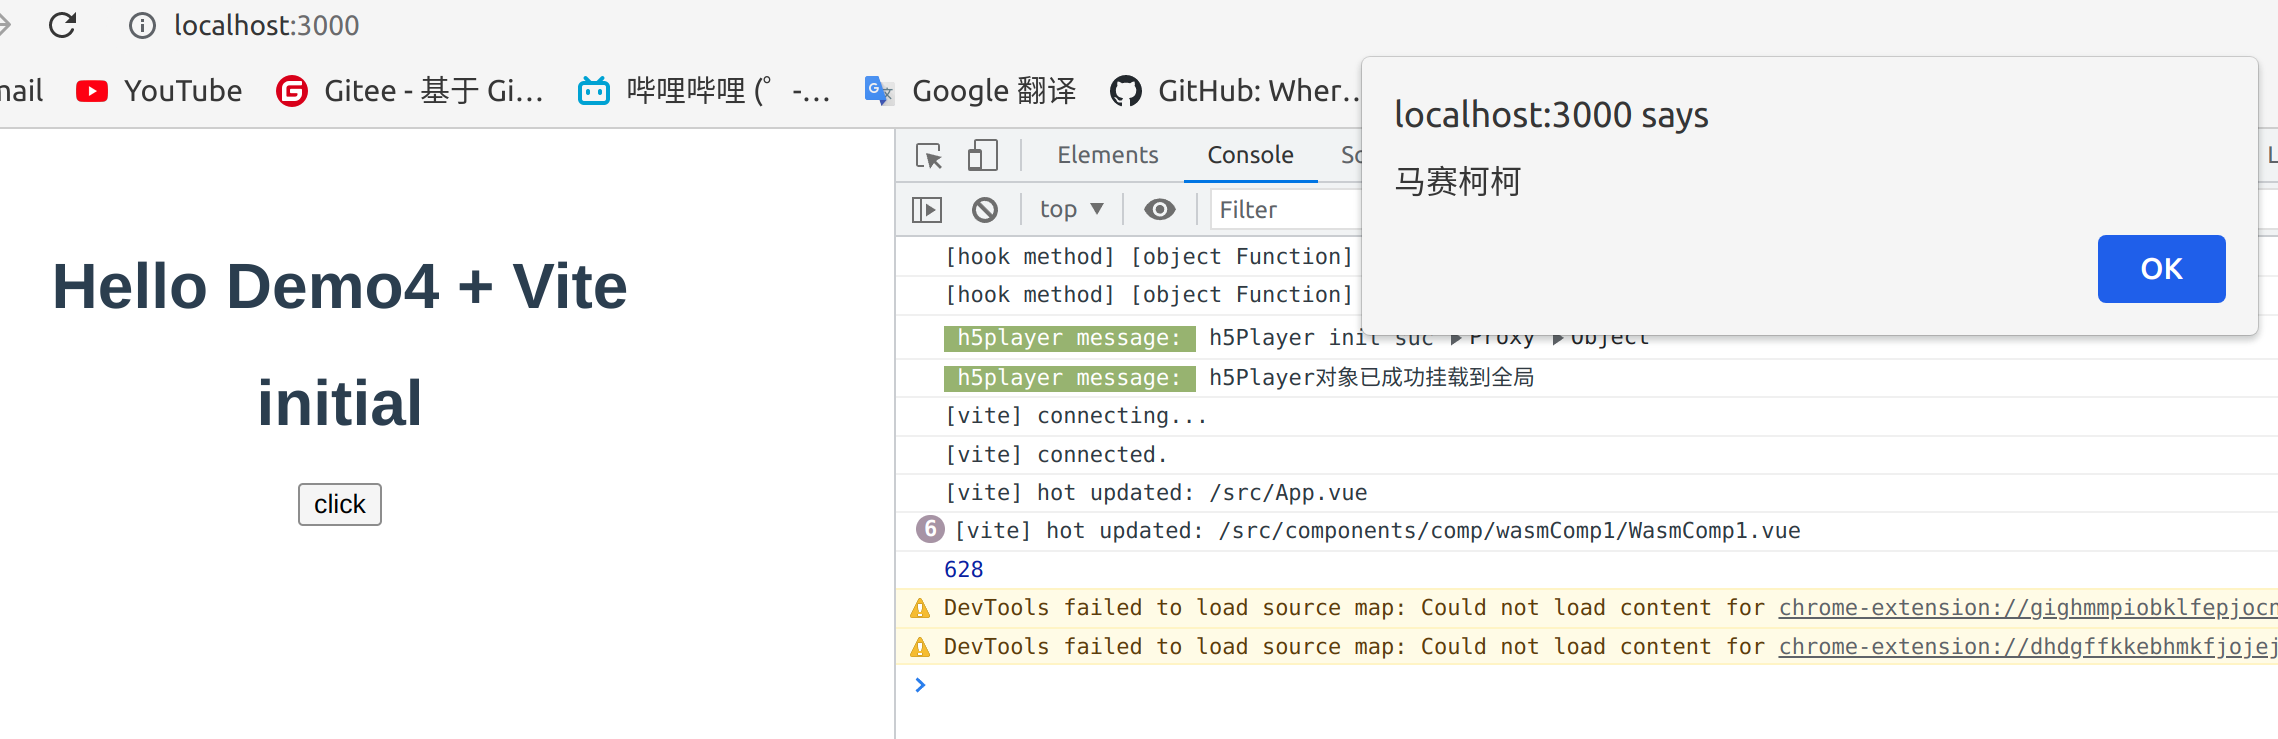 localhost:3000
mail YouTube Gitee - 基于 Gi... 哔哩哔哩 (゜-... Google 翻译 GitHub: Wher...
localhost:3000 says
马赛柯柯
OK
Hello Demo4 + Vite
initial
click
Elements Console
top Filter
[hook method] [object Function]
[hook method] [object Function]
h5player message: h5Player init suc Proxy Object
h5player message: h5Player对象已成功挂载到全局
[vite] connecting...
[vite] connected.
[vite] hot updated: /src/App.vue
6 [vite] hot updated: /src/components/comp/wasmComp1/WasmComp1.vue
628
DevTools failed to load source map: Could not load content for chrome-extension://gighmmpiobklfepjocn
DevTools failed to load source map: Could not load content for chrome-extension://dhdgffkkebhmkfjojej